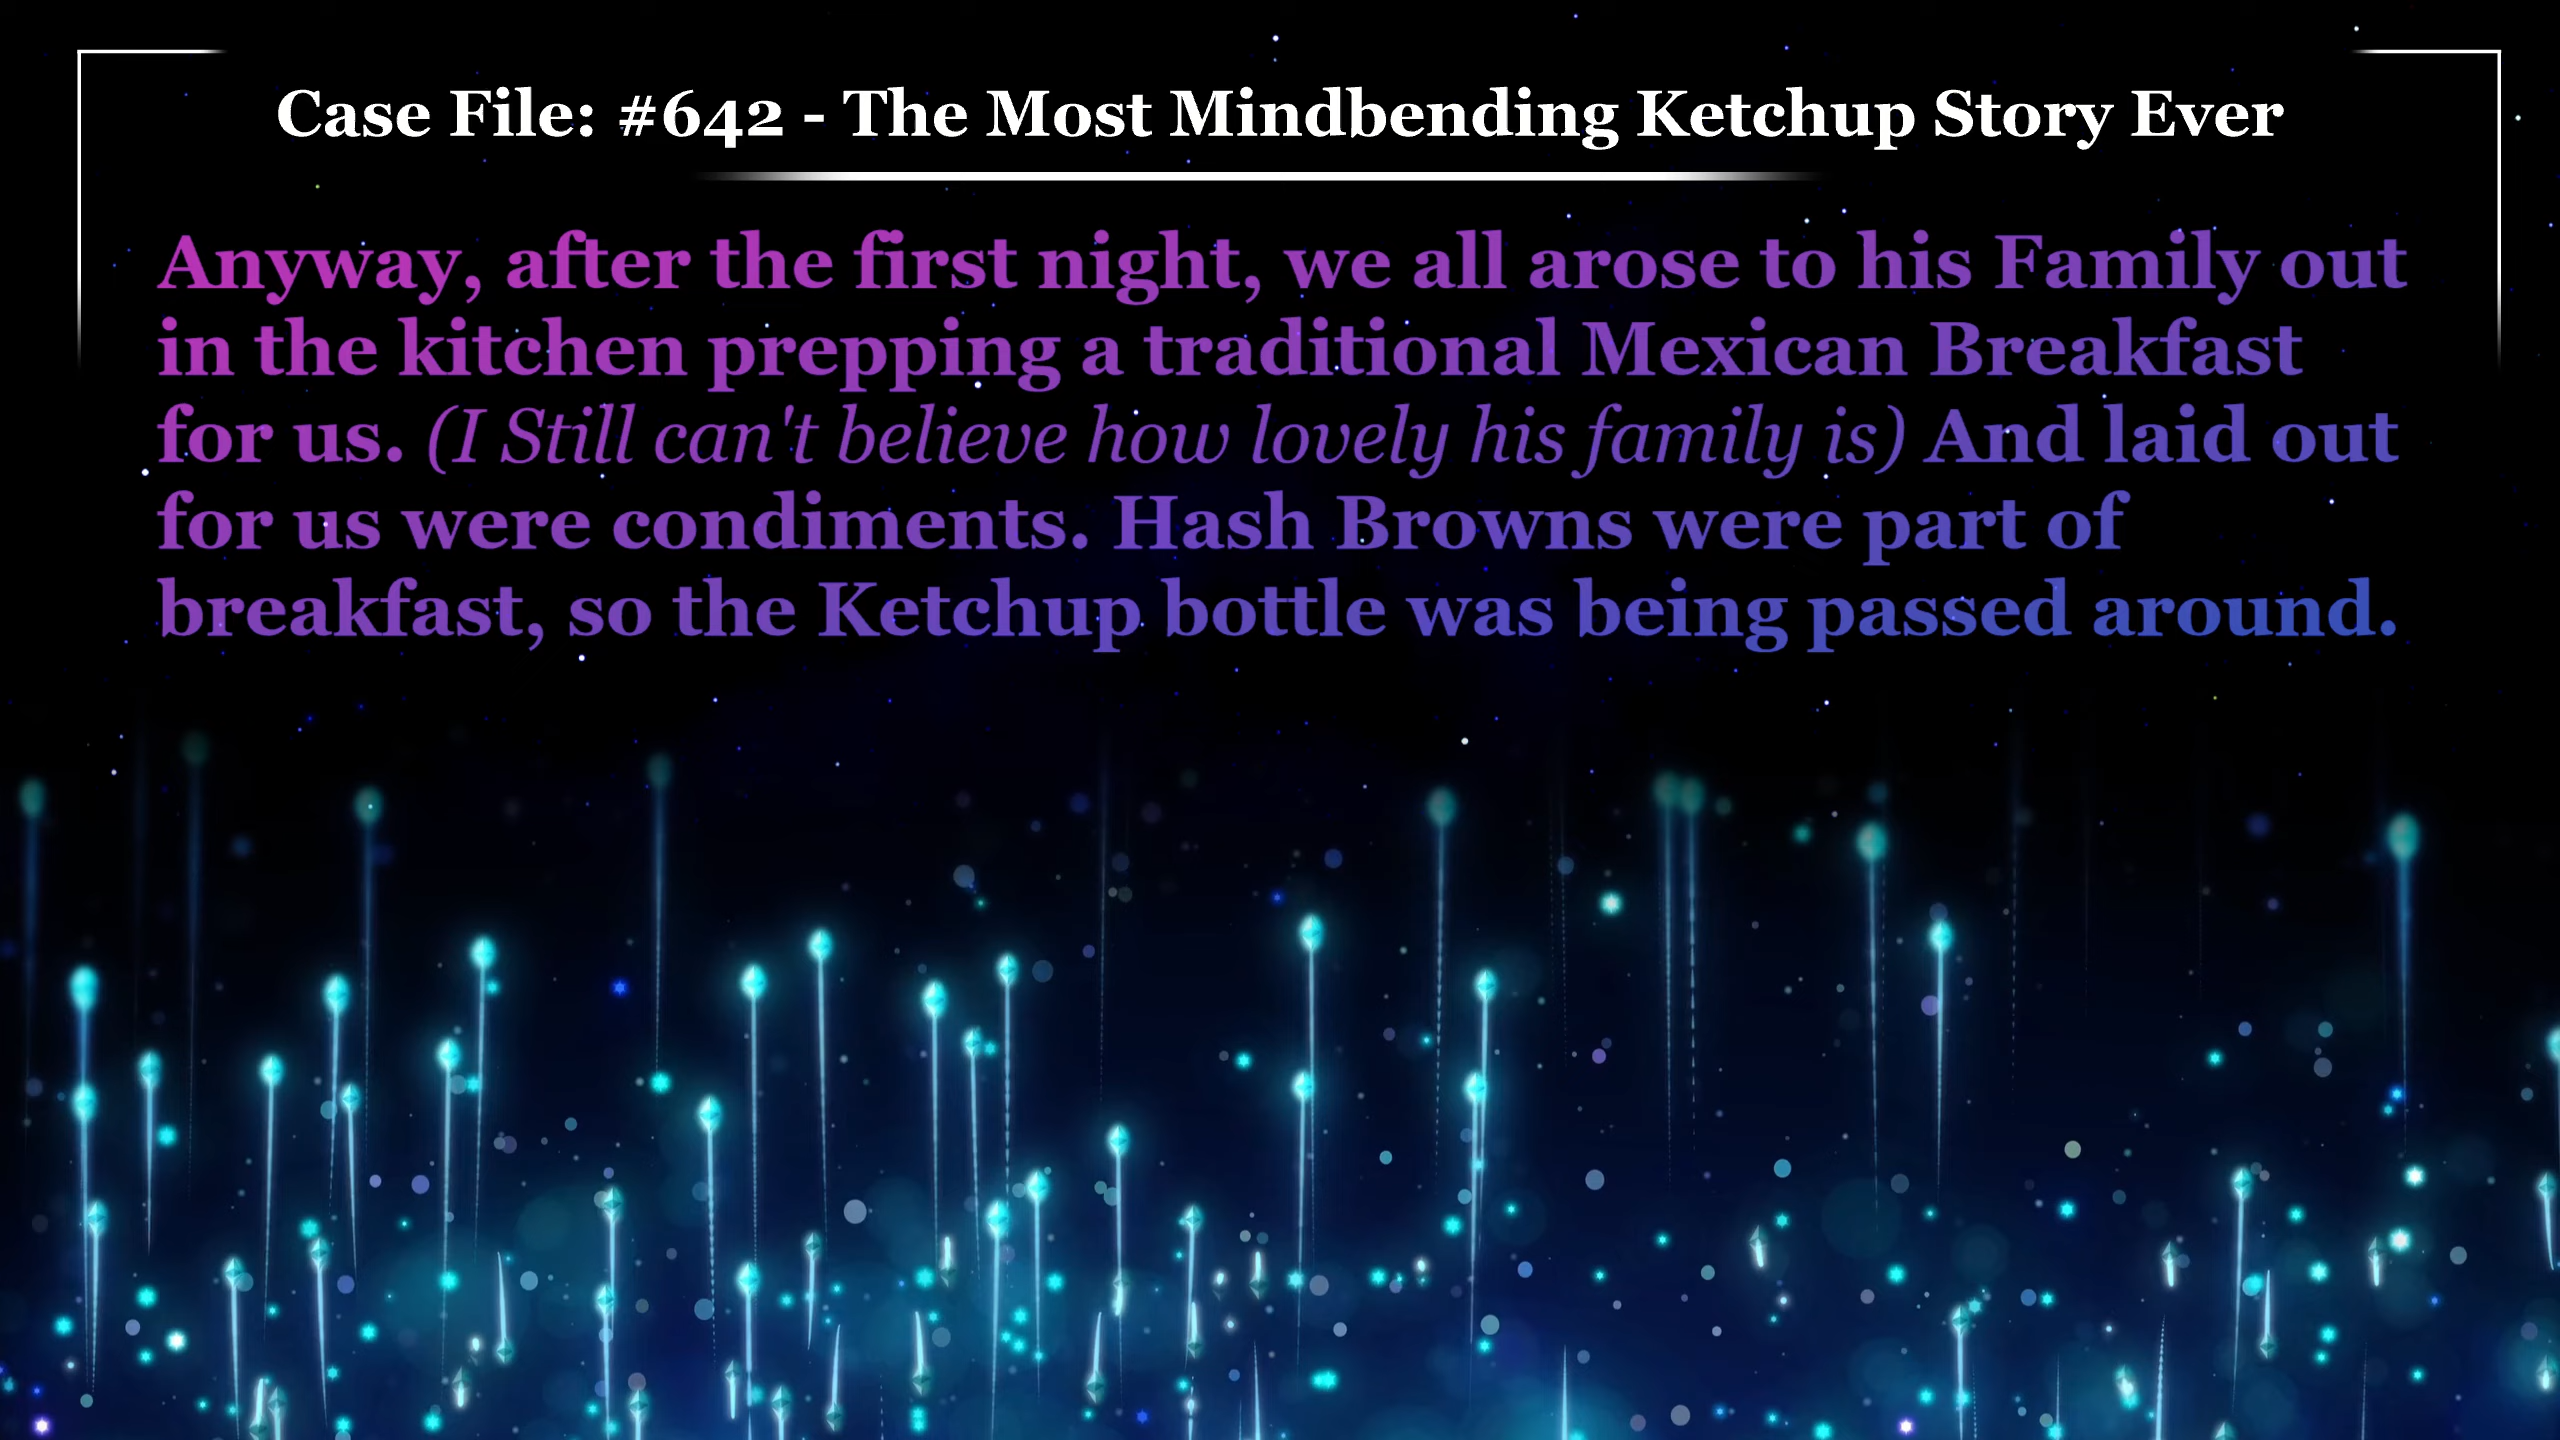 Case File: #642 - The Most Mindbending Ketchup Story Ever
Anyway, after the first night, we all arose to his Family out
in the kitchen prepping a traditional Mexican Breakfast
for us. (I Still can't believe how lovely his family is) And laid out
for us were condiments. Hash Browns were part of
breakfast, so the Ketchup bottle was being passed around.